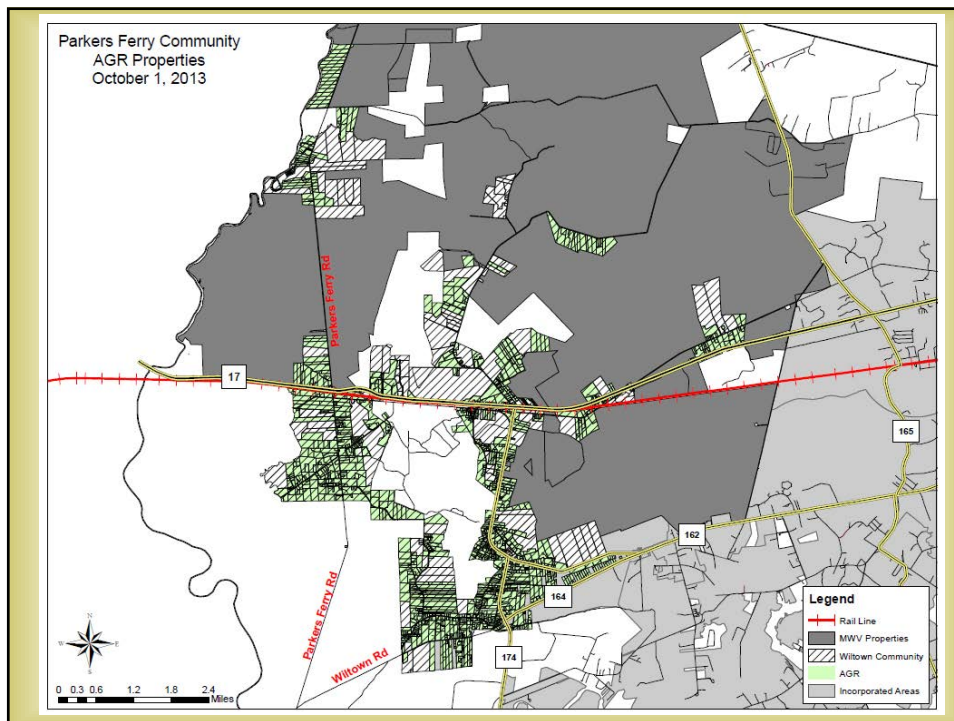 Parkers Ferry Community
AGR Properties
October 1, 2013
Parkers Ferry Rd
17
165
162
Parkers Ferry Rd
164
Wiltown Rd
174
N
W E
S
0 0.3 0.6 1.2 1.8 2.4
Miles
Legend
Rail Line
MWV Properties
Wiltown Community
AGR
Incorporated Areas